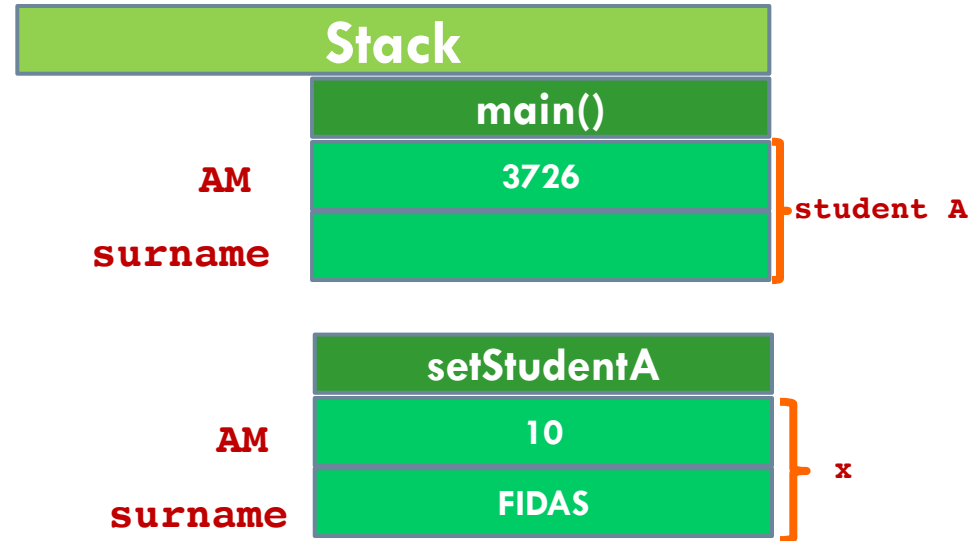 Stack
main()
AM 3726
student A
surname
setStudentA
AM 10
x
surname FIDAS